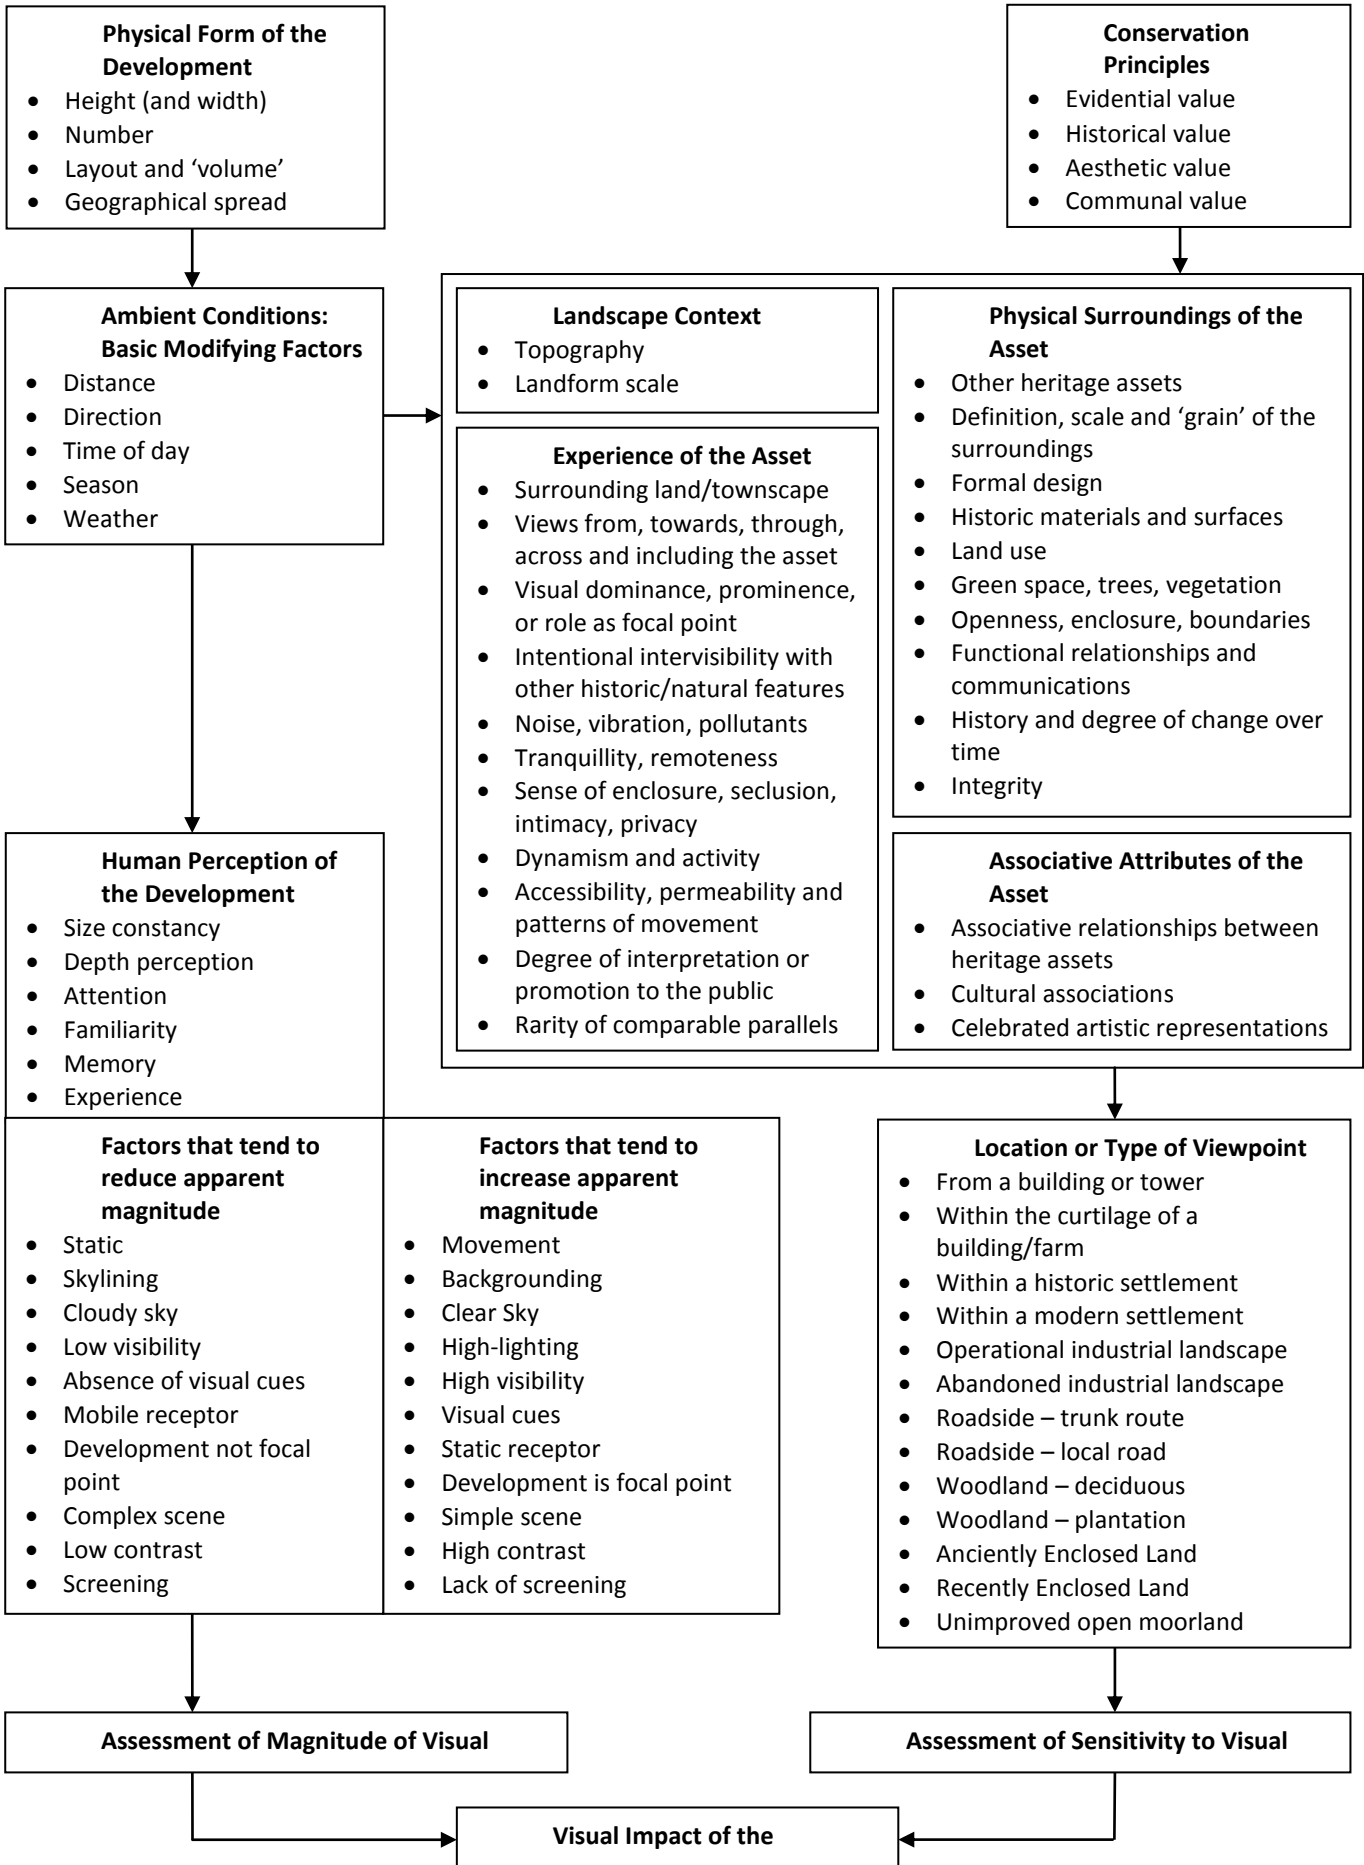 Physical Form of the
Development
• Height (and width)
• Number
• Layout and ‘volume’
• Geographical spread
Conservation
Principles
• Evidential value
• Historical value
• Aesthetic value
• Communal value
Ambient Conditions:
Basic Modifying Factors
• Distance
• Direction
• Time of day
• Season
• Weather
Landscape Context
• Topography
• Landform scale
Experience of the Asset
• Surrounding land/townscape
• Views from, towards, through,
across and including the asset
• Visual dominance, prominence,
or role as focal point
• Intentional intervisibility with
other historic/natural features
• Noise, vibration, pollutants
• Tranquillity, remoteness
• Sense of enclosure, seclusion,
intimacy, privacy
• Dynamism and activity
• Accessibility, permeability and
patterns of movement
• Degree of interpretation or
promotion to the public
• Rarity of comparable parallels
Physical Surroundings of the
Asset
• Other heritage assets
• Definition, scale and ‘grain’ of the
surroundings
• Formal design
• Historic materials and surfaces
• Land use
• Green space, trees, vegetation
• Openness, enclosure, boundaries
• Functional relationships and
communications
• History and degree of change over
time
• Integrity
Associative Attributes of the
Asset
• Associative relationships between
heritage assets
• Cultural associations
• Celebrated artistic representations
Human Perception of
the Development
• Size constancy
• Depth perception
• Attention
• Familiarity
• Memory
• Experience
Factors that tend to
reduce apparent
magnitude
• Static
• Skylining
• Cloudy sky
• Low visibility
• Absence of visual cues
• Mobile receptor
• Development not focal
point
• Complex scene
• Low contrast
• Screening
Factors that tend to
increase apparent
magnitude
• Movement
• Backgrounding
• Clear Sky
• High-lighting
• High visibility
• Visual cues
• Static receptor
• Development is focal point
• Simple scene
• High contrast
• Lack of screening
Location or Type of Viewpoint
• From a building or tower
• Within the curtilage of a
building/farm
• Within a historic settlement
• Within a modern settlement
• Operational industrial landscape
• Abandoned industrial landscape
• Roadside – trunk route
• Roadside – local road
• Woodland – deciduous
• Woodland – plantation
• Anciently Enclosed Land
• Recently Enclosed Land
• Unimproved open moorland
Assessment of Magnitude of Visual
Assessment of Sensitivity to Visual
Visual Impact of the